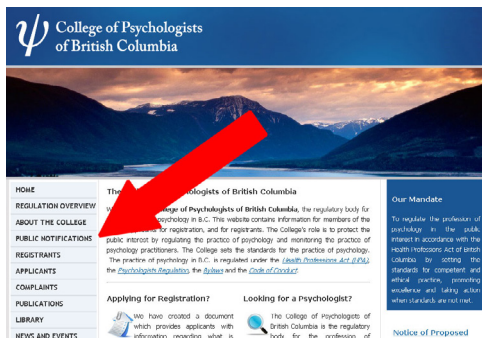 ψ College of Psychologists
of British Columbia
HOME
REGULATION OVERVIEW
ABOUT THE COLLEGE
PUBLIC NOTIFICATIONS
REGISTRANTS
APPLICANTS
COMPLAINTS
PUBLICATIONS
LIBRARY
NEWS AND EVENTS
The ologists of British Columbia
W ege of Psychologists of British Columbia, the regulatory body for
psychology in B.C. This website contains information for members of the
for registration, and for registrants. The College's role is to protect the
public interest by regulating the practice of psychology and monitoring the practice of
psychology practitioners. The College sets the standards for the practice of psychology.
The practice of psychology in B.C. is regulated under the Health Professions Act (HPA),
the Psychologists Regulation, the Bylaws and the Code of Conduct.
Applying for Registration?
We have created a document
which provides applicants with
information regarding what is
Looking for a Psychologist?
The College of Psychologists of
British Columbia is the regulatory
body for the profession of
Our Mandate
To regulate the profession of
psychology in the public
interest in accordance with the
Health Professions Act of British
Columbia by setting the
standards for competent and
ethical practice, promoting
excellence and taking action
when standards are not met.
Notice of Proposed